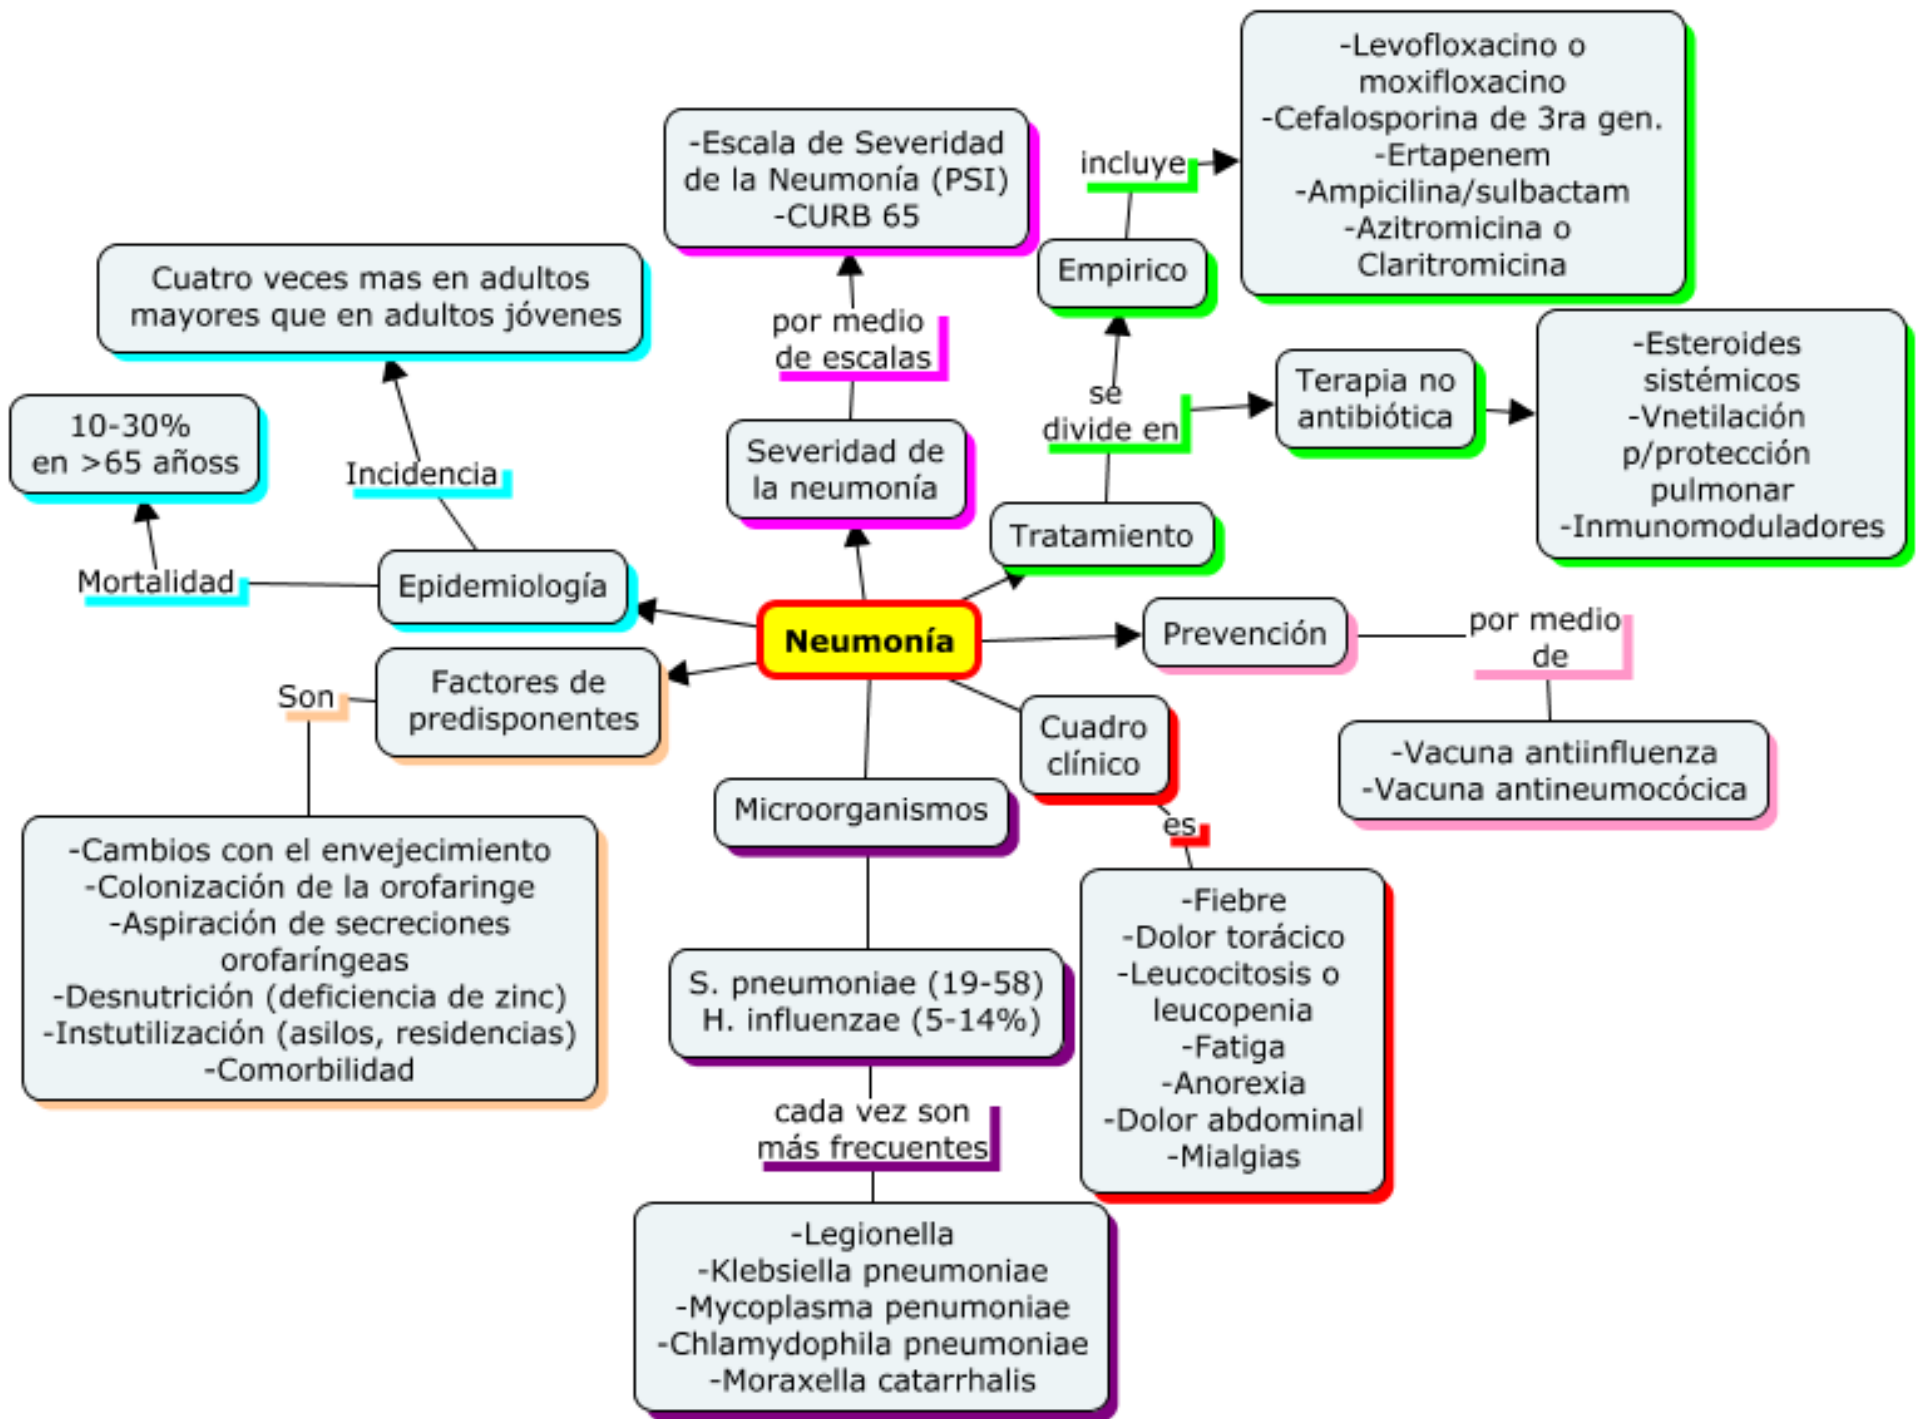 -Levofloxacino o
moxifloxacino
-Cefalosporina de 3ra gen.
-Ertapenem
-Ampicilina/sulbactam
-Azitromicina o
Claritromicina
-Escala de Severidad
de la Neumonía (PSI)
-CURB 65
incluye
Empirico
Cuatro veces mas en adultos
mayores que en adultos jóvenes
por medio
de escalas
-Esteroides
sistémicos
-Vnetilación
p/protección
pulmonar
-Inmunomoduladores
Terapia no
antibiótica
se
divide en
10-30%
en >65 añoss
Incidencia
Severidad de
la neumonía
Tratamiento
Mortalidad
Epidemiología
Neumonía
Prevención
por medio
de
Son
Factores de
predisponentes
Cuadro
clínico
-Vacuna antiinfluenza
-Vacuna antineumocócica
Microorganismos
es
-Cambios con el envejecimiento
-Colonización de la orofaringe
-Aspiración de secreciones
orofaríngeas
-Desnutrición (deficiencia de zinc)
-Instutilización (asilos, residencias)
-Comorbilidad
-Fiebre
-Dolor torácico
-Leucocitosis o
leucopenia
-Fatiga
-Anorexia
-Dolor abdominal
-Mialgias
S. pneumoniae (19-58)
H. influenzae (5-14%)
cada vez son
más frecuentes
-Legionella
-Klebsiella pneumoniae
-Mycoplasma penumoniae
-Chlamydophila pneumoniae
-Moraxella catarrhalis